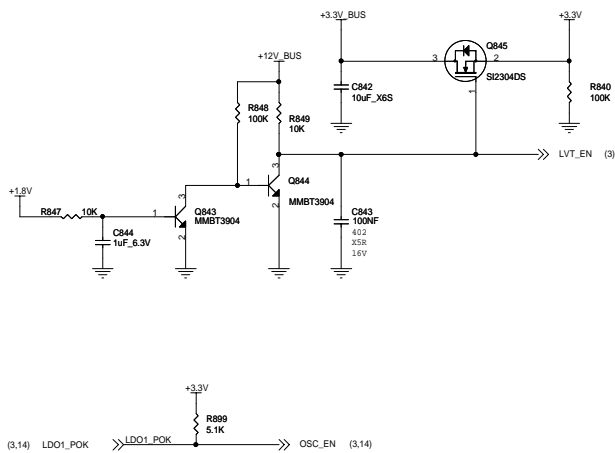 +3.3V_BUS
+3.3V
Q845
3
2
SI2304DS
1
C842
10uF_X6S
R840
100K
+12V_BUS
R848
100K
R849
10K
LVT_EN (3)
3
1
Q844
MMBT3904
2
+1.8V
R847 10K
3
1
Q843
MMBT3904
2
C844
1uF_6.3V
C843
100NF
402
X5R
16V
+3.3V
R899
5.1K
(3,14) LDO1_POK
LDO1_POK
OSC_EN (3,14)